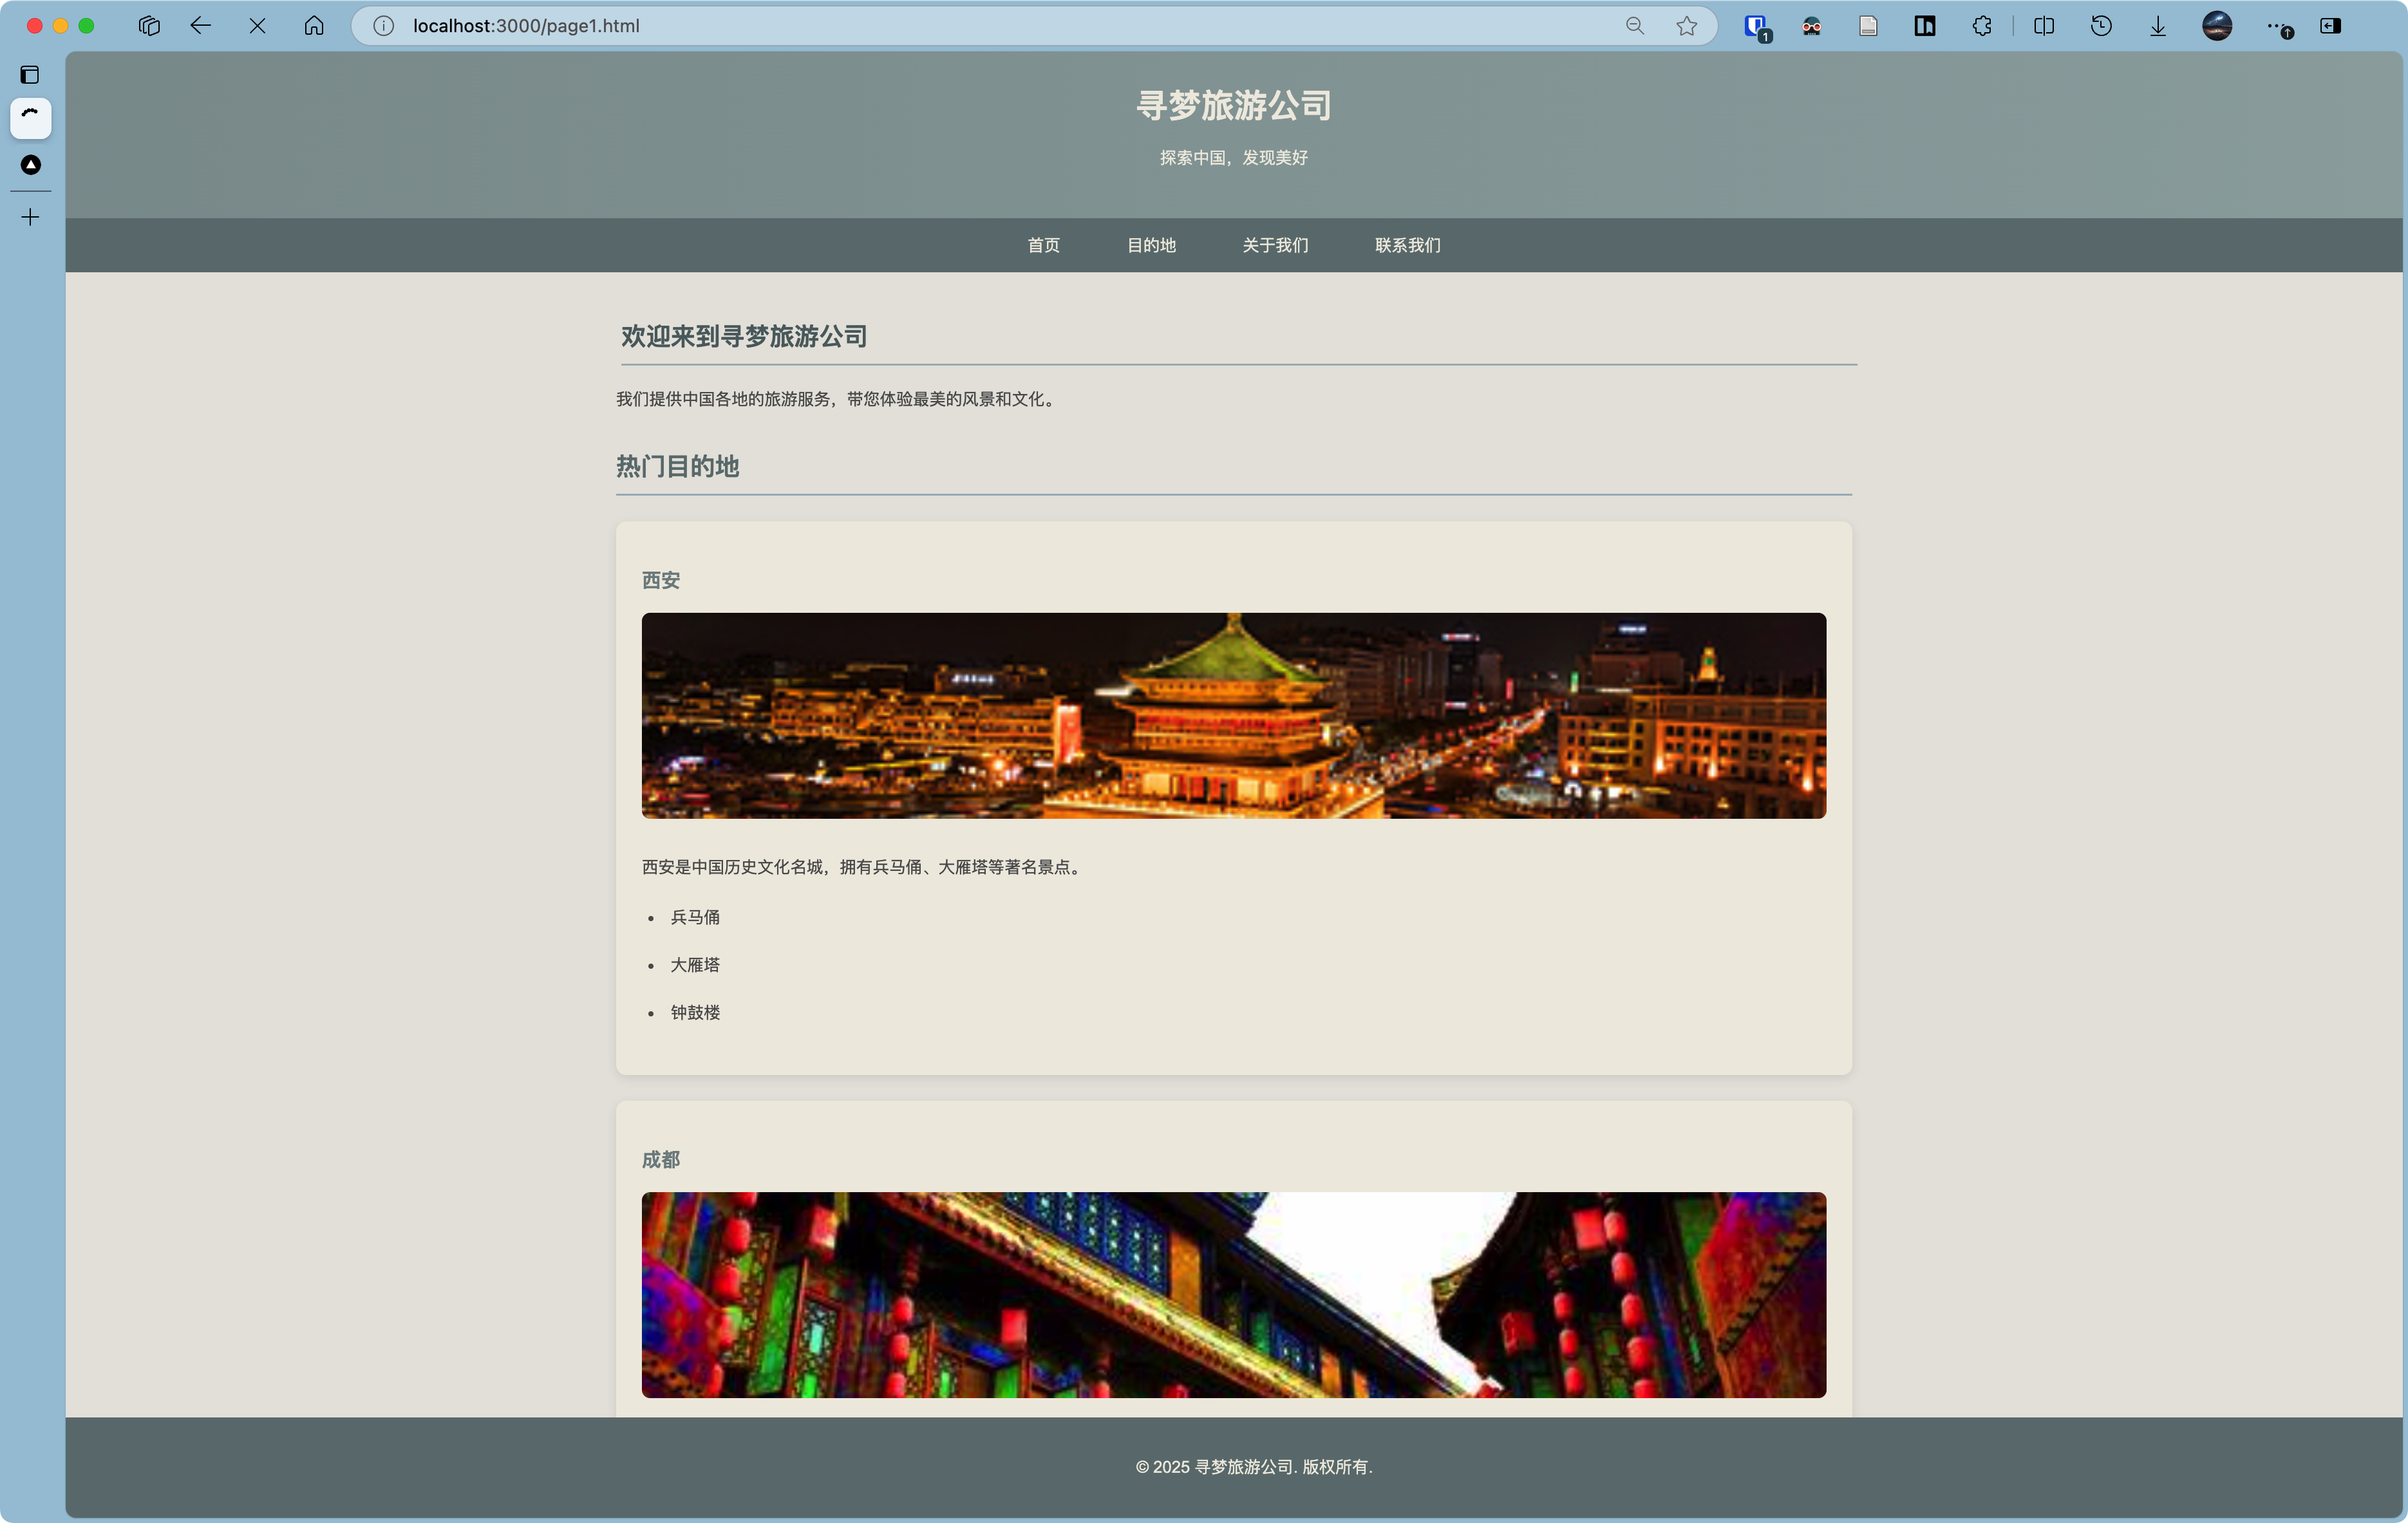 localhost:3000/page1.html
1
寻梦旅游公司
探索中国，发现美好
首页 目的地 关于我们 联系我们
欢迎来到寻梦旅游公司
我们提供中国各地的旅游服务，带您体验最美的风景和文化。
热门目的地
西安
西安是中国历史文化名城，拥有兵马俑、大雁塔等著名景点。
• 兵马俑
• 大雁塔
• 钟鼓楼
成都
© 2025 寻梦旅游公司. 版权所有.